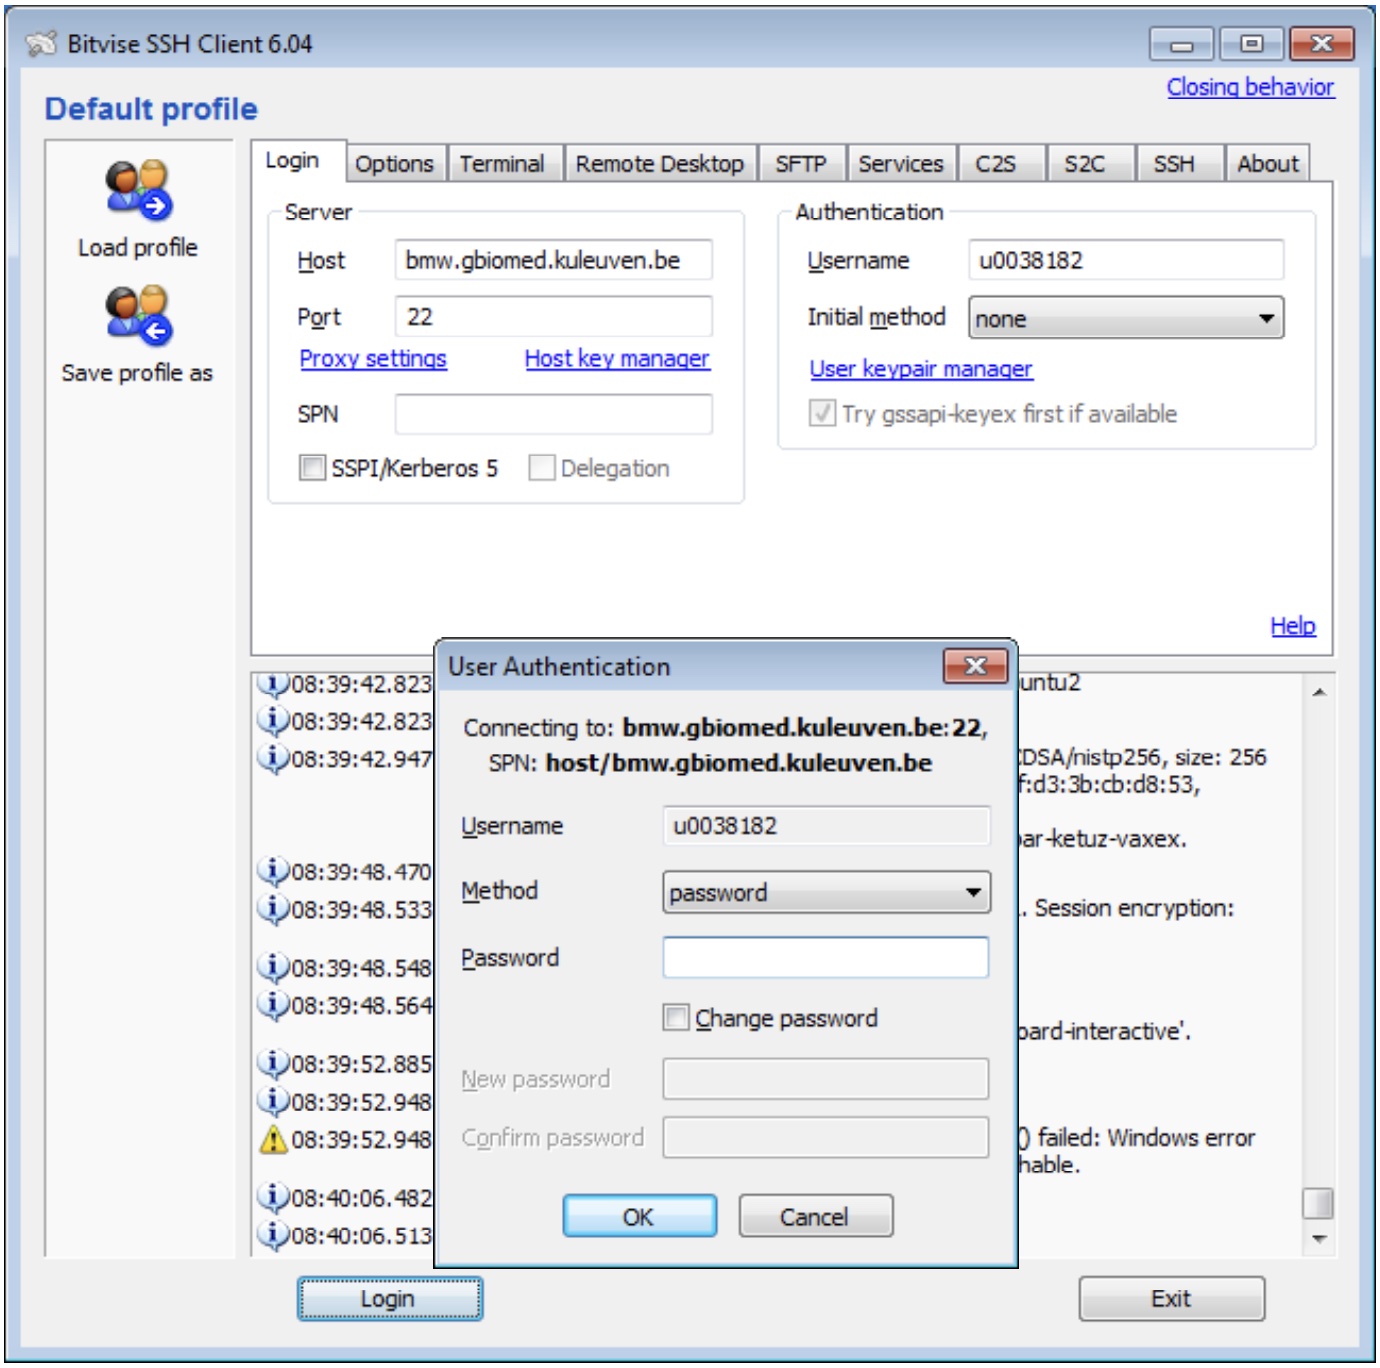 Bitvise SSH Client 6.04
Closing behavior
Default profile
Load profile
Save profile as
Login Options Terminal Remote Desktop SFTP Services C2S S2C SSH About
Server
Host bmw.gbiomed.kuleuven.be
Port 22
Proxy settings Host key manager
SPN
SSPI/Kerberos 5 Delegation
Authentication
Username u0038182
Initial method none
User keypair manager
Try gssapi-keyex first if available
Help
User Authentication
Connecting to: bmw.gbiomed.kuleuven.be:22,
SPN: host/bmw.gbiomed.kuleuven.be
Username u0038182
Method password
Password
Change password
New password
Confirm password
OK Cancel
08:39:42.823 untu2
08:39:42.823
08:39:42.947 CDSA/nistp256, size: 256
f:d3:3b:cb:d8:53,
ar-ketuz-vaxex.
08:39:48.470
08:39:48.533 . Session encryption:
08:39:48.548
08:39:48.564
oard-interactive'.
08:39:52.885
08:39:52.948
08:39:52.948 () failed: Windows error
hable.
08:40:06.482
08:40:06.513
Login Exit